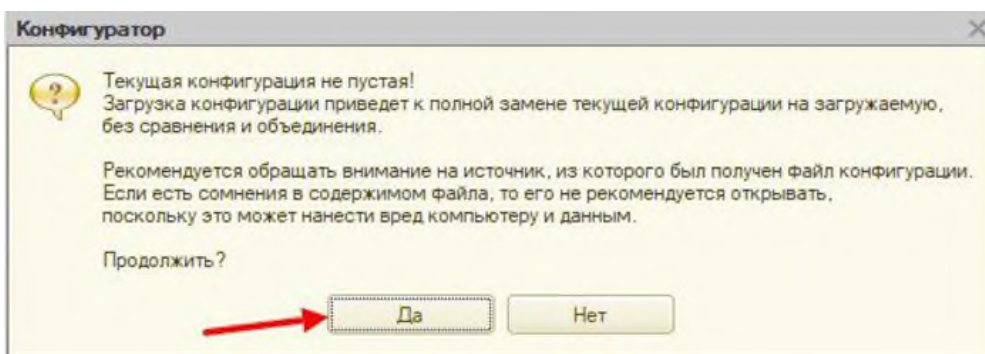 Конфигуратор
Текущая конфигурация не пустая!
Загрузка конфигурации приведет к полной замене текущей конфигурации на загружаемую,
без сравнения и объединения.
Рекомендуется обращать внимание на источник, из которого был получен файл конфигурации.
Если есть сомнения в содержимом файла, то его не рекомендуется открывать,
поскольку это может нанести вред компьютеру и данным.
Продолжить?
Да
Нет